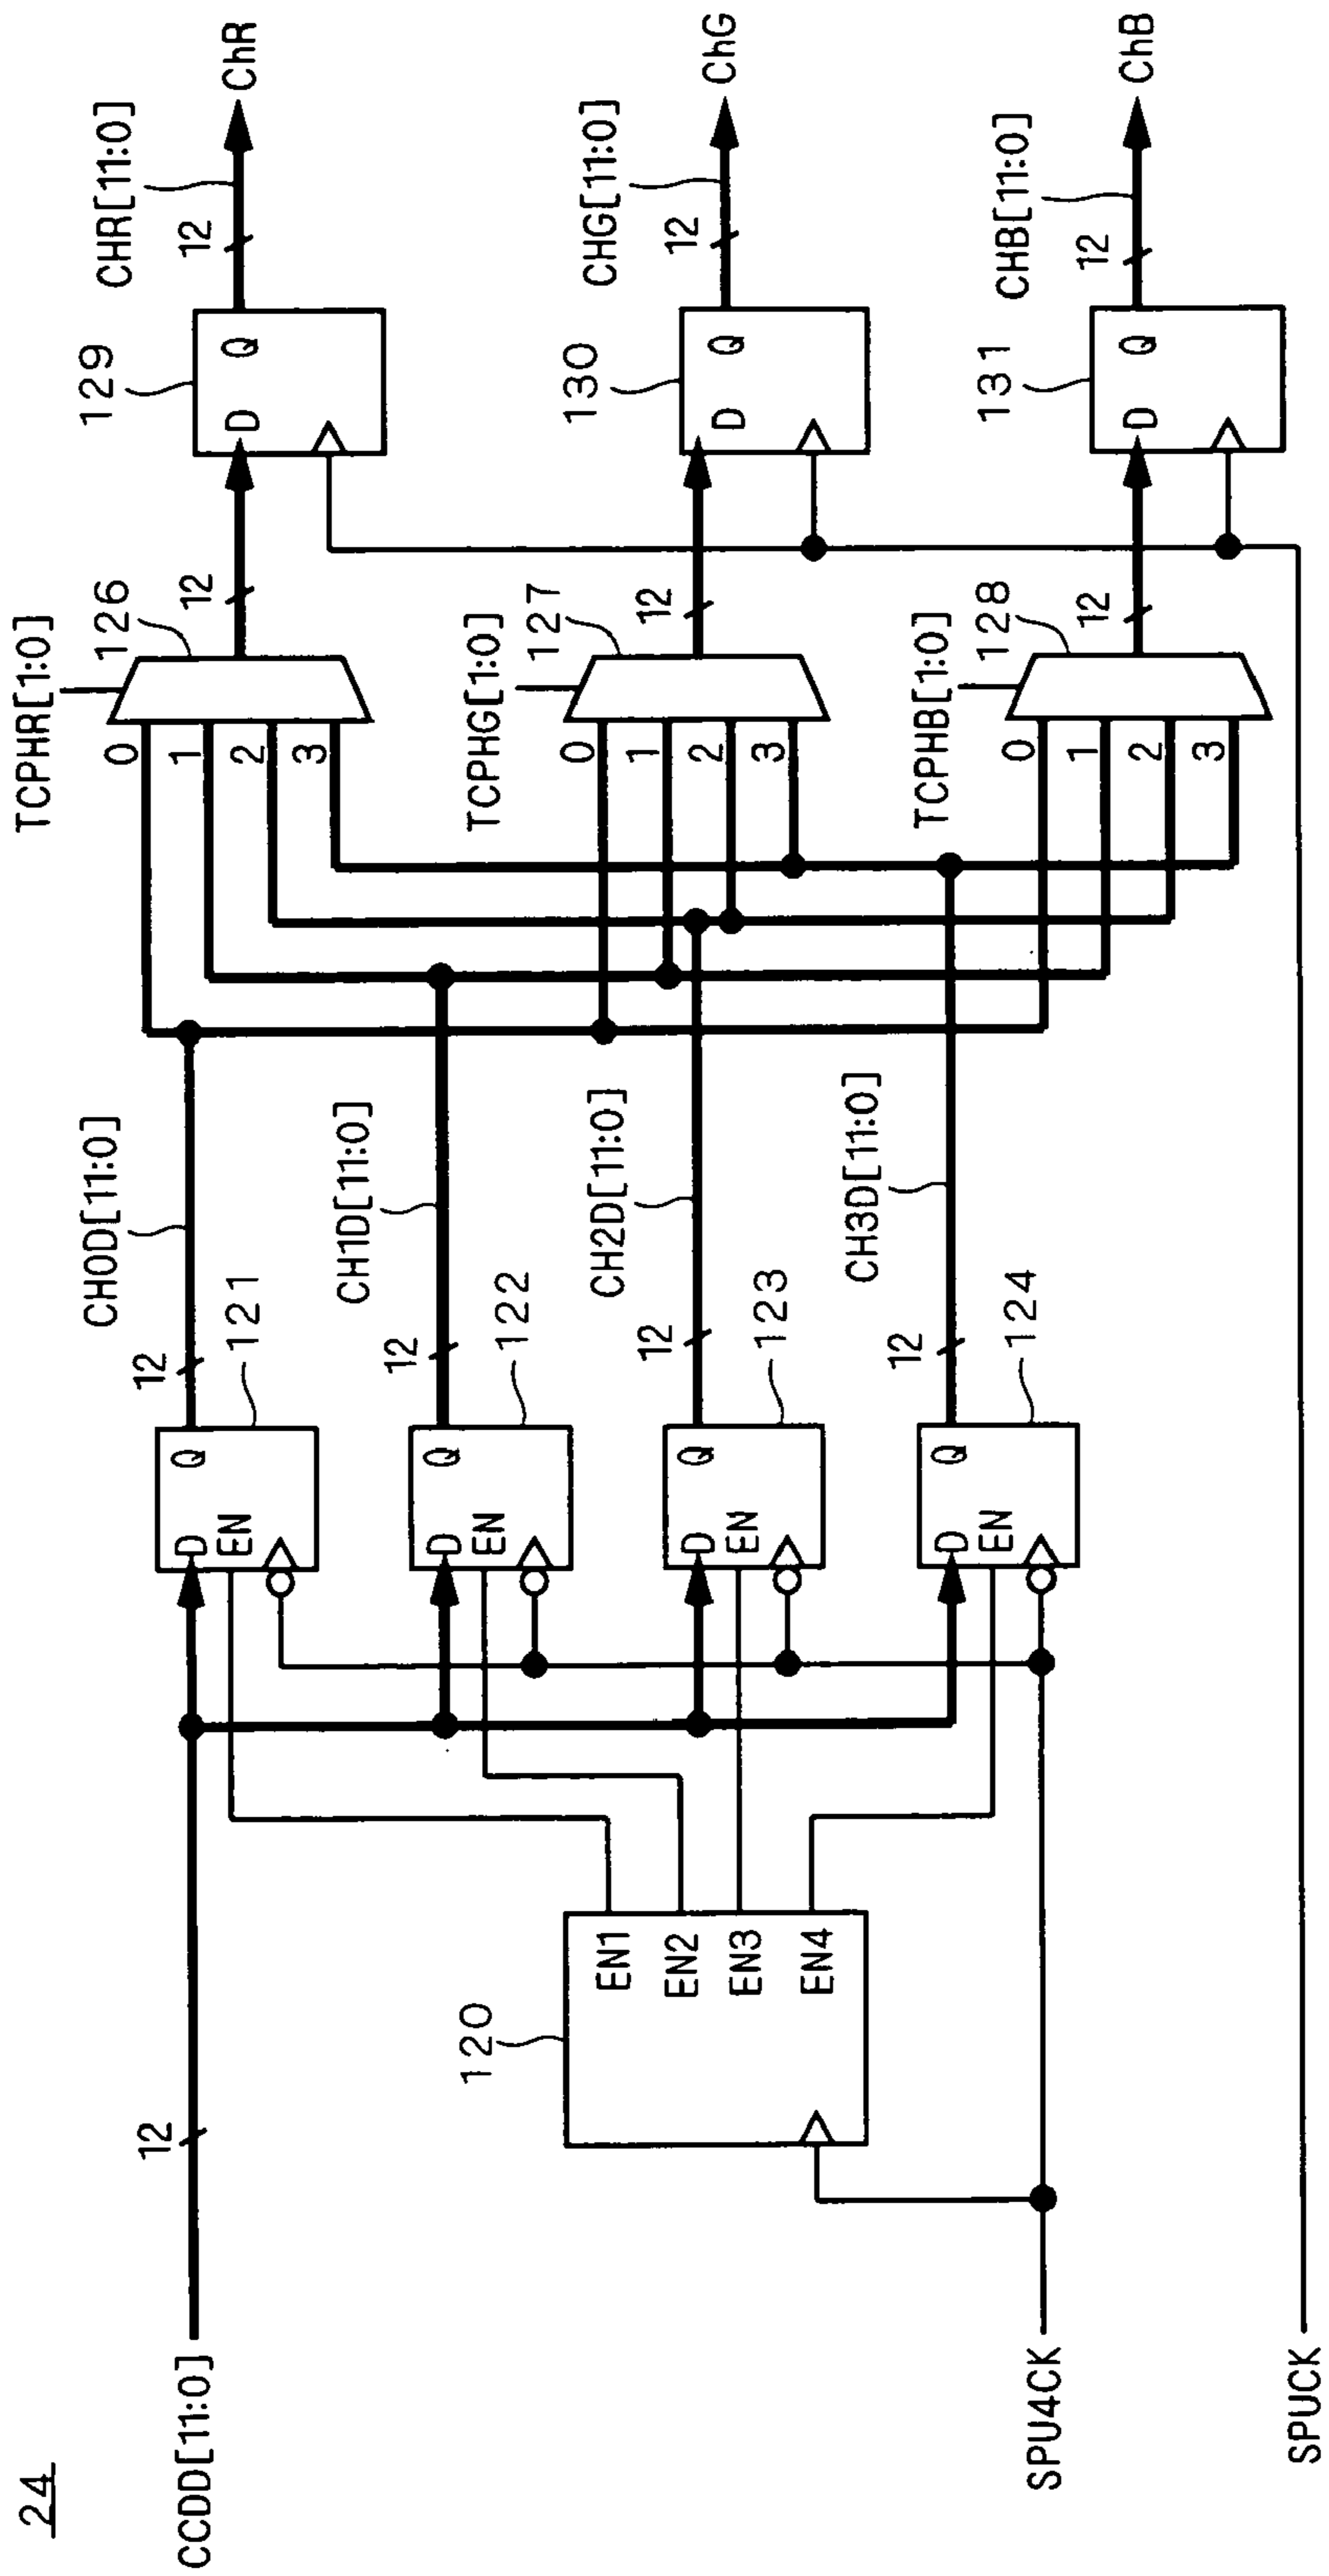 24
CCDD[11:0]
12
SPU4CK
SPUCK
120
EN1
EN2
EN3
EN4
D
EN
Q
121
12
CH0D[11:0]
D
EN
Q
122
12
CH1D[11:0]
D
EN
Q
123
12
CH2D[11:0]
D
EN
Q
124
12
CH3D[11:0]
TCPHR[1:0]
126
0
1
2
3
12
TCPHG[1:0]
127
0
1
2
3
12
TCPHB[1:0]
128
0
1
2
3
12
129
D
Q
12
CHR[11:0]
ChR
130
D
Q
12
CHG[11:0]
ChG
131
D
Q
12
CHB[11:0]
ChB